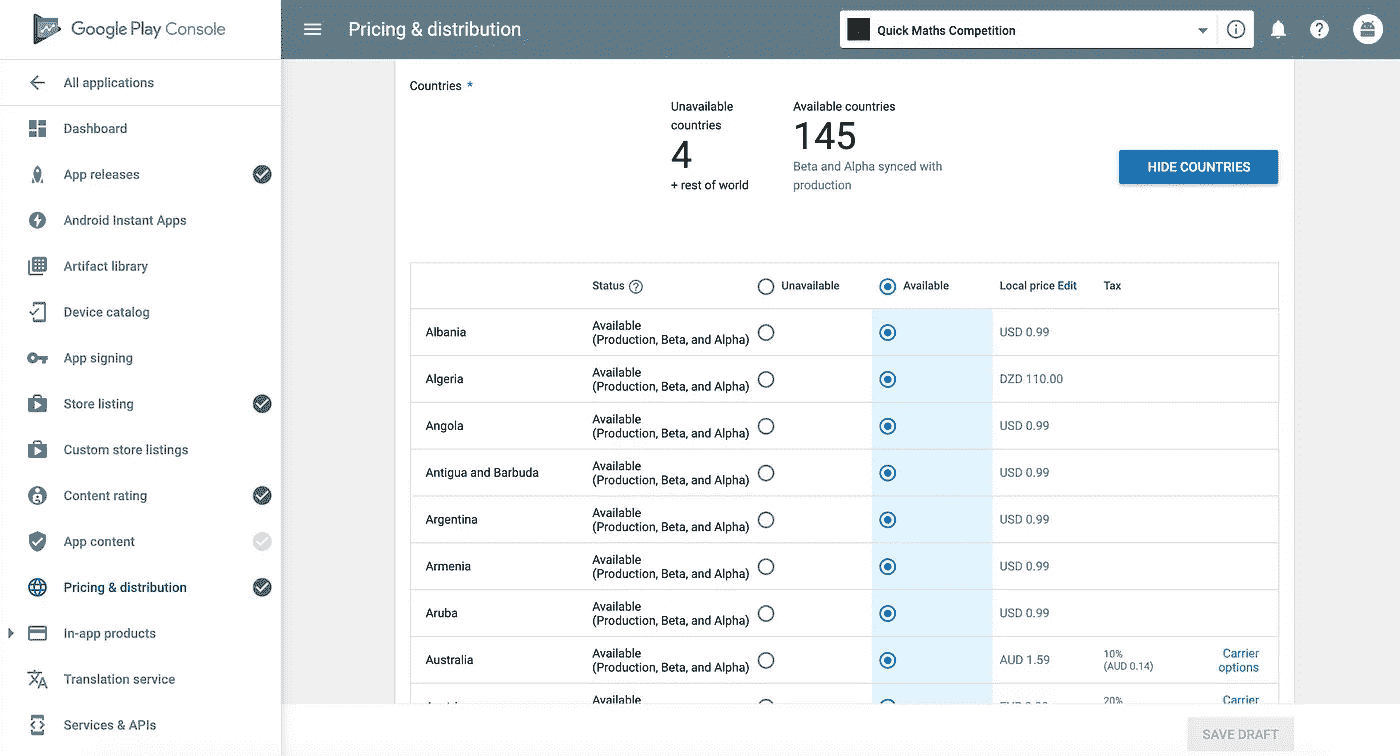 Google Play Console
Pricing & distribution
Quick Maths Competition
All applications
Dashboard
App releases
Android Instant Apps
Artifact library
Device catalog
App signing
Store listing
Custom store listings
Content rating
App content
Pricing & distribution
In-app products
Translation service
Services & APIs
Countries *
Unavailable
countries
4
+ rest of world
Available countries
145
Beta and Alpha synced with
production
HIDE COUNTRIES
Status Unavailable Available Local price Edit Tax
Albania Available
(Production, Beta, and Alpha) USD 0.99
Algeria Available
(Production, Beta, and Alpha) DZD 110.00
Angola Available
(Production, Beta, and Alpha) USD 0.99
Antigua and Barbuda Available
(Production, Beta, and Alpha) USD 0.99
Argentina Available
(Production, Beta, and Alpha) USD 0.99
Armenia Available
(Production, Beta, and Alpha) USD 0.99
Aruba Available
(Production, Beta, and Alpha) USD 0.99
Australia Available
(Production, Beta, and Alpha) AUD 1.59 10%
(AUD 0.14) Carrier
options
Available 20% Carrier
SAVE DRAFT